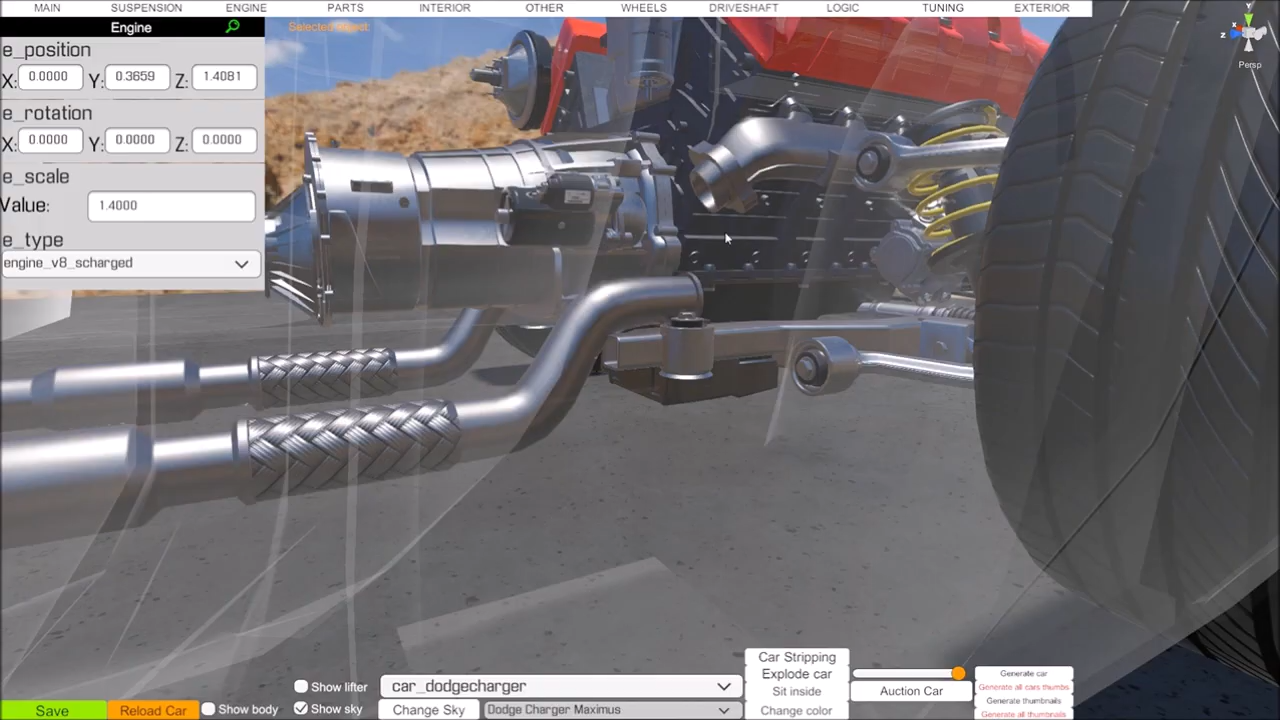 MAIN SUSPENSION ENGINE PARTS INTERIOR OTHER WHEELS DRIVESHAFT LOGIC TUNING EXTERIOR
Engine
Selected object:
e_position
X: 0.0000 Y: 0.3659 Z: 1.4081
e_rotation
X: 0.0000 Y: 0.0000 Z: 0.0000
e_scale
Value: 1.4000
e_type
engine_v8_scharged
Y
X
Z
Persp
Car Stripping
Explode car
Sit inside
Change color
Auction Car
Generate car
Generate all cars thumbs
Generate thumbnails
Generate all thumbnails
Show lifter
car_dodgecharger
Save
Reload Car
Show body
Show sky
Change Sky
Dodge Charger Maximus